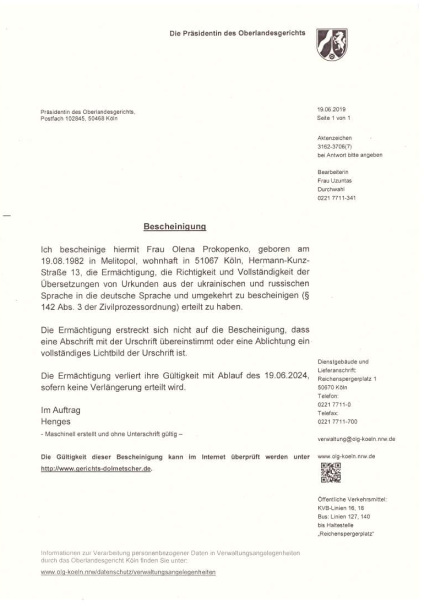 Die Präsidentin des Oberlandesgerichts
Präsidentin des Oberlandesgerichts,
Postfach 102845, 50468 Köln
19.06.2019
Seite 1 von 1
Aktenzeichen
3162-3706(7)
bei Antwort bitte angeben
Bearbeiterin
Frau Uzuntas
Durchwahl
0221 7711-341
Bescheinigung
Ich bescheinige hiermit Frau Olena Prokopenko, geboren am
19.08.1982 in Melitopol, wohnhaft in 51067 Köln, Hermann-Kunz-
Straße 13, die Ermächtigung, die Richtigkeit und Vollständigkeit der
Übersetzungen von Urkunden aus der ukrainischen und russischen
Sprache in die deutsche Sprache und umgekehrt zu bescheinigen (§
142 Abs. 3 der Zivilprozessordnung) erteilt zu haben.
Die Ermächtigung erstreckt sich nicht auf die Bescheinigung, dass
eine Abschrift mit der Urschrift übereinstimmt oder eine Ablichtung ein
vollständiges Lichtbild der Urschrift ist.
Die Ermächtigung verliert ihre Gültigkeit mit Ablauf des 19.06.2024,
sofern keine Verlängerung erteilt wird.
Im Auftrag
Henges
- Maschinell erstellt und ohne Unterschrift gültig –
Die Gültigkeit dieser Bescheinigung kann im Internet überprüft werden unter
http://www.gerichts-dolmetscher.de.
Dienstgebäude und
Lieferanschrift:
Reichenspergerplatz 1
50670 Köln
Telefon:
0221 7711-0
Telefax:
0221 7711-700
verwaltung@olg-koeln.nrw.de
www.olg-koeln.nrw.de
Öffentliche Verkehrsmittel:
KVB-Linien 16, 18
Bus: Linien 127, 140
bis Haltestelle
„Reichenspergerplatz"
Informationen zur Verarbeitung personenbezogener Daten in Verwaltungsangelegenheiten
durch das Oberlandesgericht Köln finden Sie unter:
www.olg-koeln.nrw/datenschutz/verwaltungsangelegenheiten